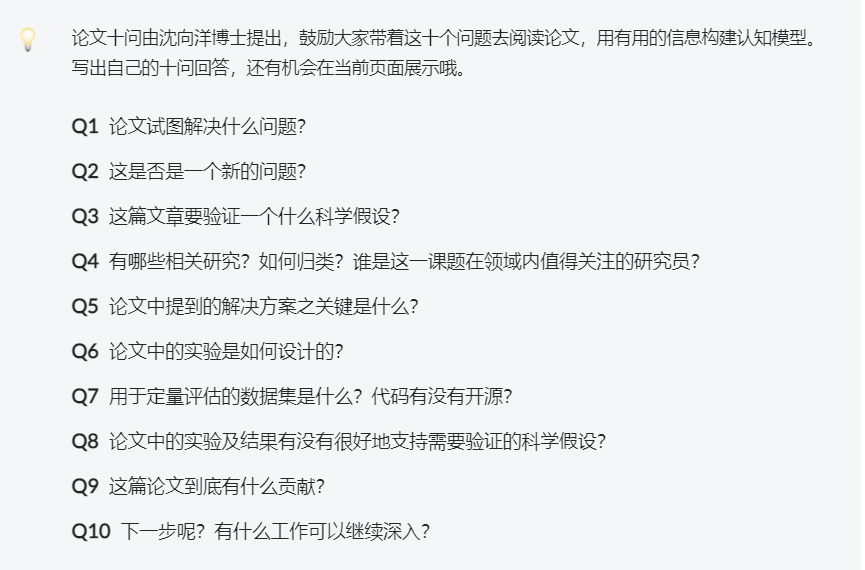 论文十问由沈向洋博士提出，鼓励大家带着这十个问题去阅读论文，用有用的信息构建认知模型。
写出自己的十问回答，还有机会在当前页面展示哦。
Q1 论文试图解决什么问题？
Q2 这是否是一个新的问题？
Q3 这篇文章要验证一个什么科学假设？
Q4 有哪些相关研究？如何归类？谁是这一课题在领域内值得关注的研究员？
Q5 论文中提到的解决方案之关键是什么？
Q6 论文中的实验是如何设计的？
Q7 用于定量评估的数据集是什么？代码有没有开源？
Q8 论文中的实验及结果有没有很好地支持需要验证的科学假设？
Q9 这篇论文到底有什么贡献？
Q10 下一步呢？有什么工作可以继续深入？